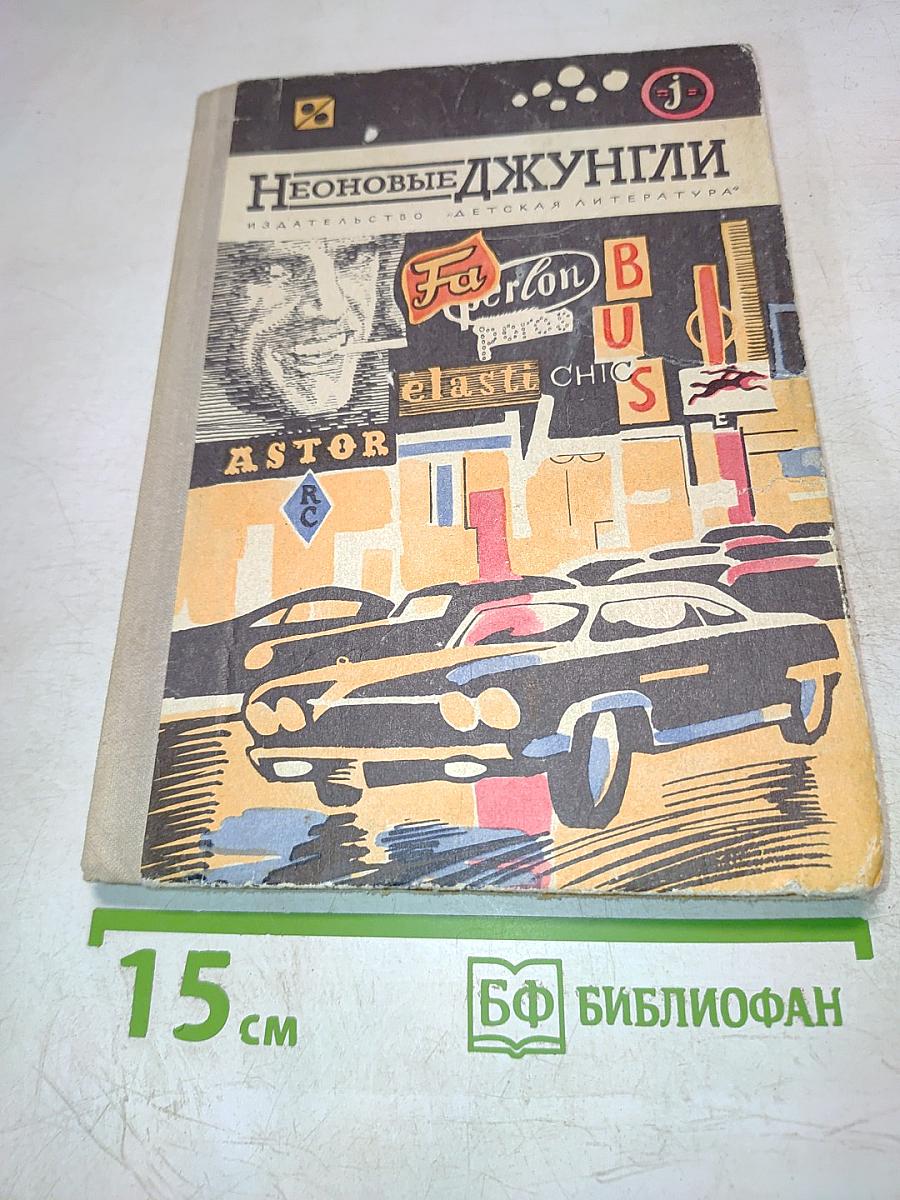 %
j
НЕОНОВЫЕ ДЖУНГЛИ
ИЗДАТЕЛЬСТВО „ДЕТСКАЯ ЛИТЕРАТУРА“
Fa
perlon
BUS
elasti
CHIC
E
ASTOR
RC
15 см
БФ БИБЛИОФАН